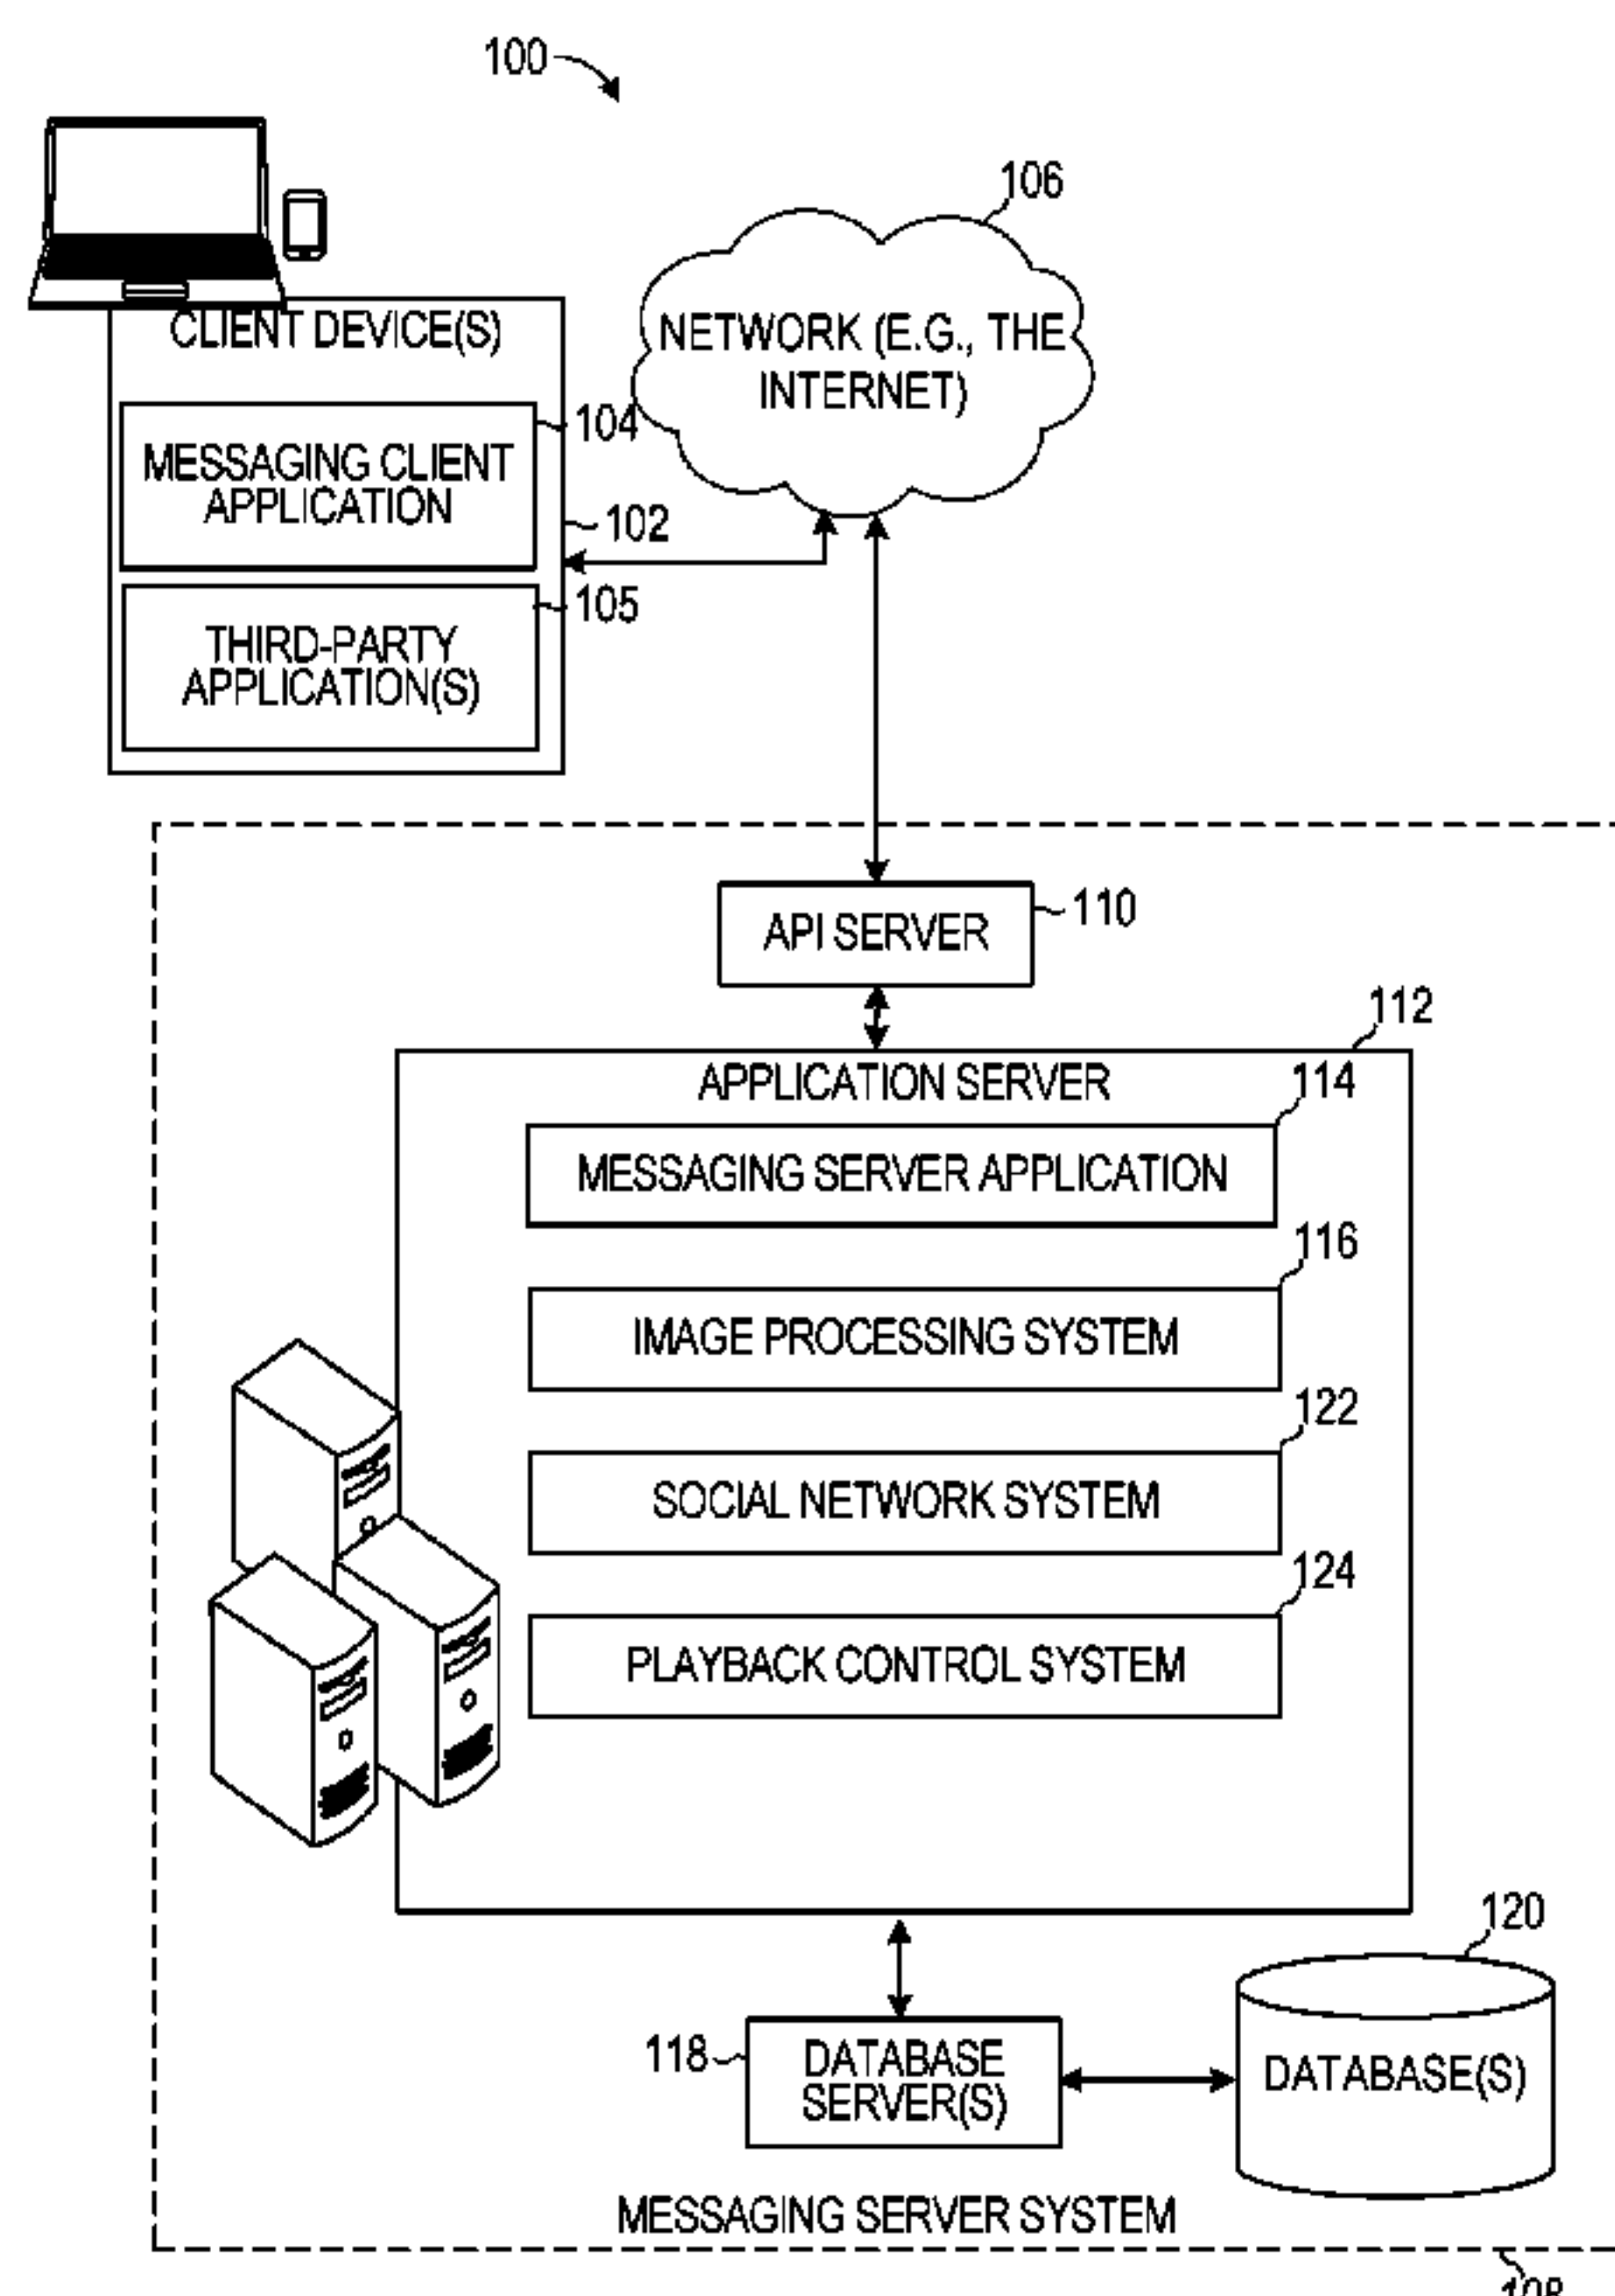 100
106
CLIENT DEVICE(S)
NETWORK (E.G., THE
INTERNET)
104
MESSAGING CLIENT
APPLICATION
102
105
THIRD-PARTY
APPLICATION(S)
110
API SERVER
112
APPLICATION SERVER
114
MESSAGING SERVER APPLICATION
116
IMAGE PROCESSING SYSTEM
122
SOCIAL NETWORK SYSTEM
124
PLAYBACK CONTROL SYSTEM
120
118
DATABASE
SERVER(S)
DATABASE(S)
MESSAGING SERVER SYSTEM
108